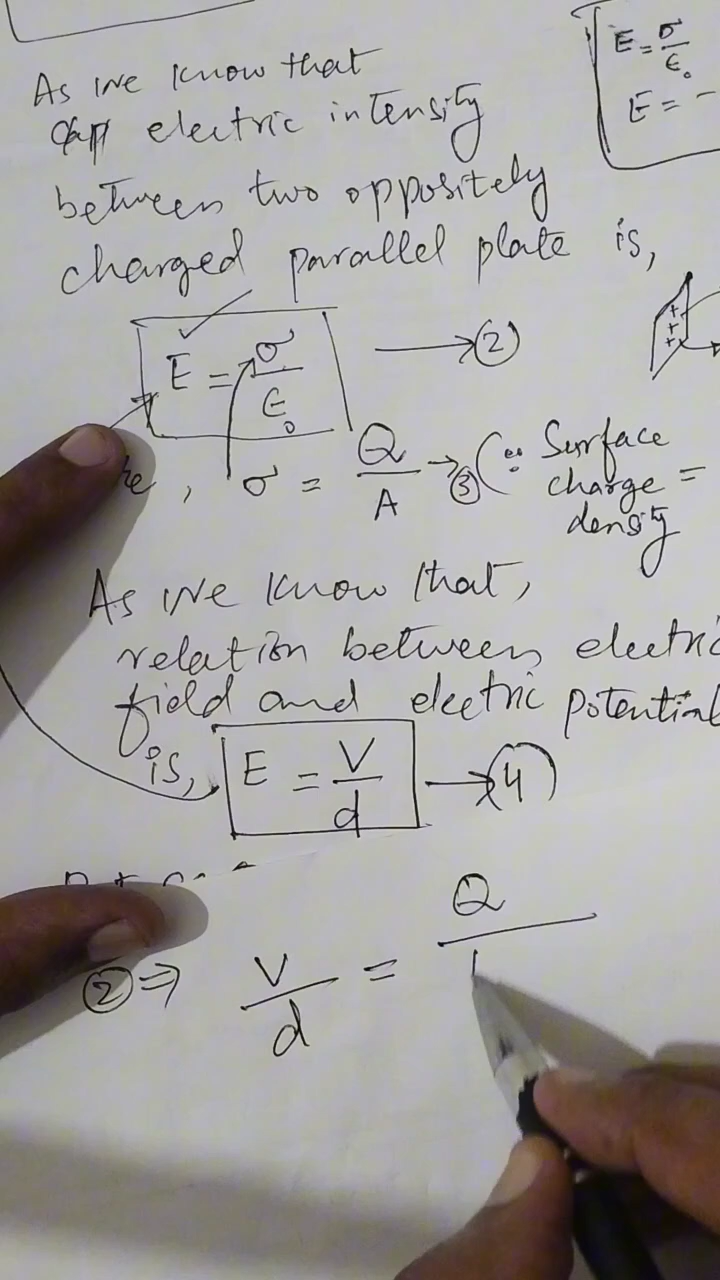 E = σ/ε₀
E = -
As we know that
electric intensity
between two oppositely
charged parallel plate is,
E = σ/ε₀ → (2)
+ + +
, σ = Q/A → (3) (∵ Surface
charge =
density
As we know that,
relation between electric
field and electric potential
is, E = V/d → (4)
(2) ⇒ V/d = Q